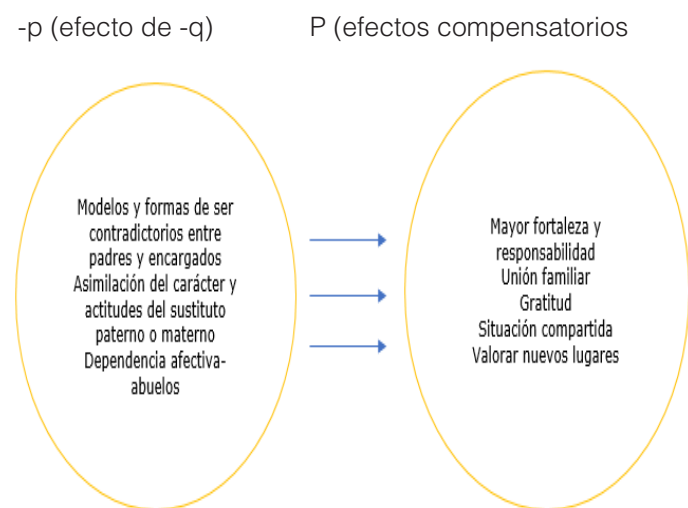 -p (efecto de -q)
P (efectos compensatorios
Modelos y formas de ser
contradictorios entre
padres y encargados
Asimilación del carácter y
actitudes del sustituto
paterno o materno
Dependencia afectiva-
abuelos
Mayor fortaleza y
responsabilidad
Unión familiar
Gratitud
Situación compartida
Valorar nuevos lugares